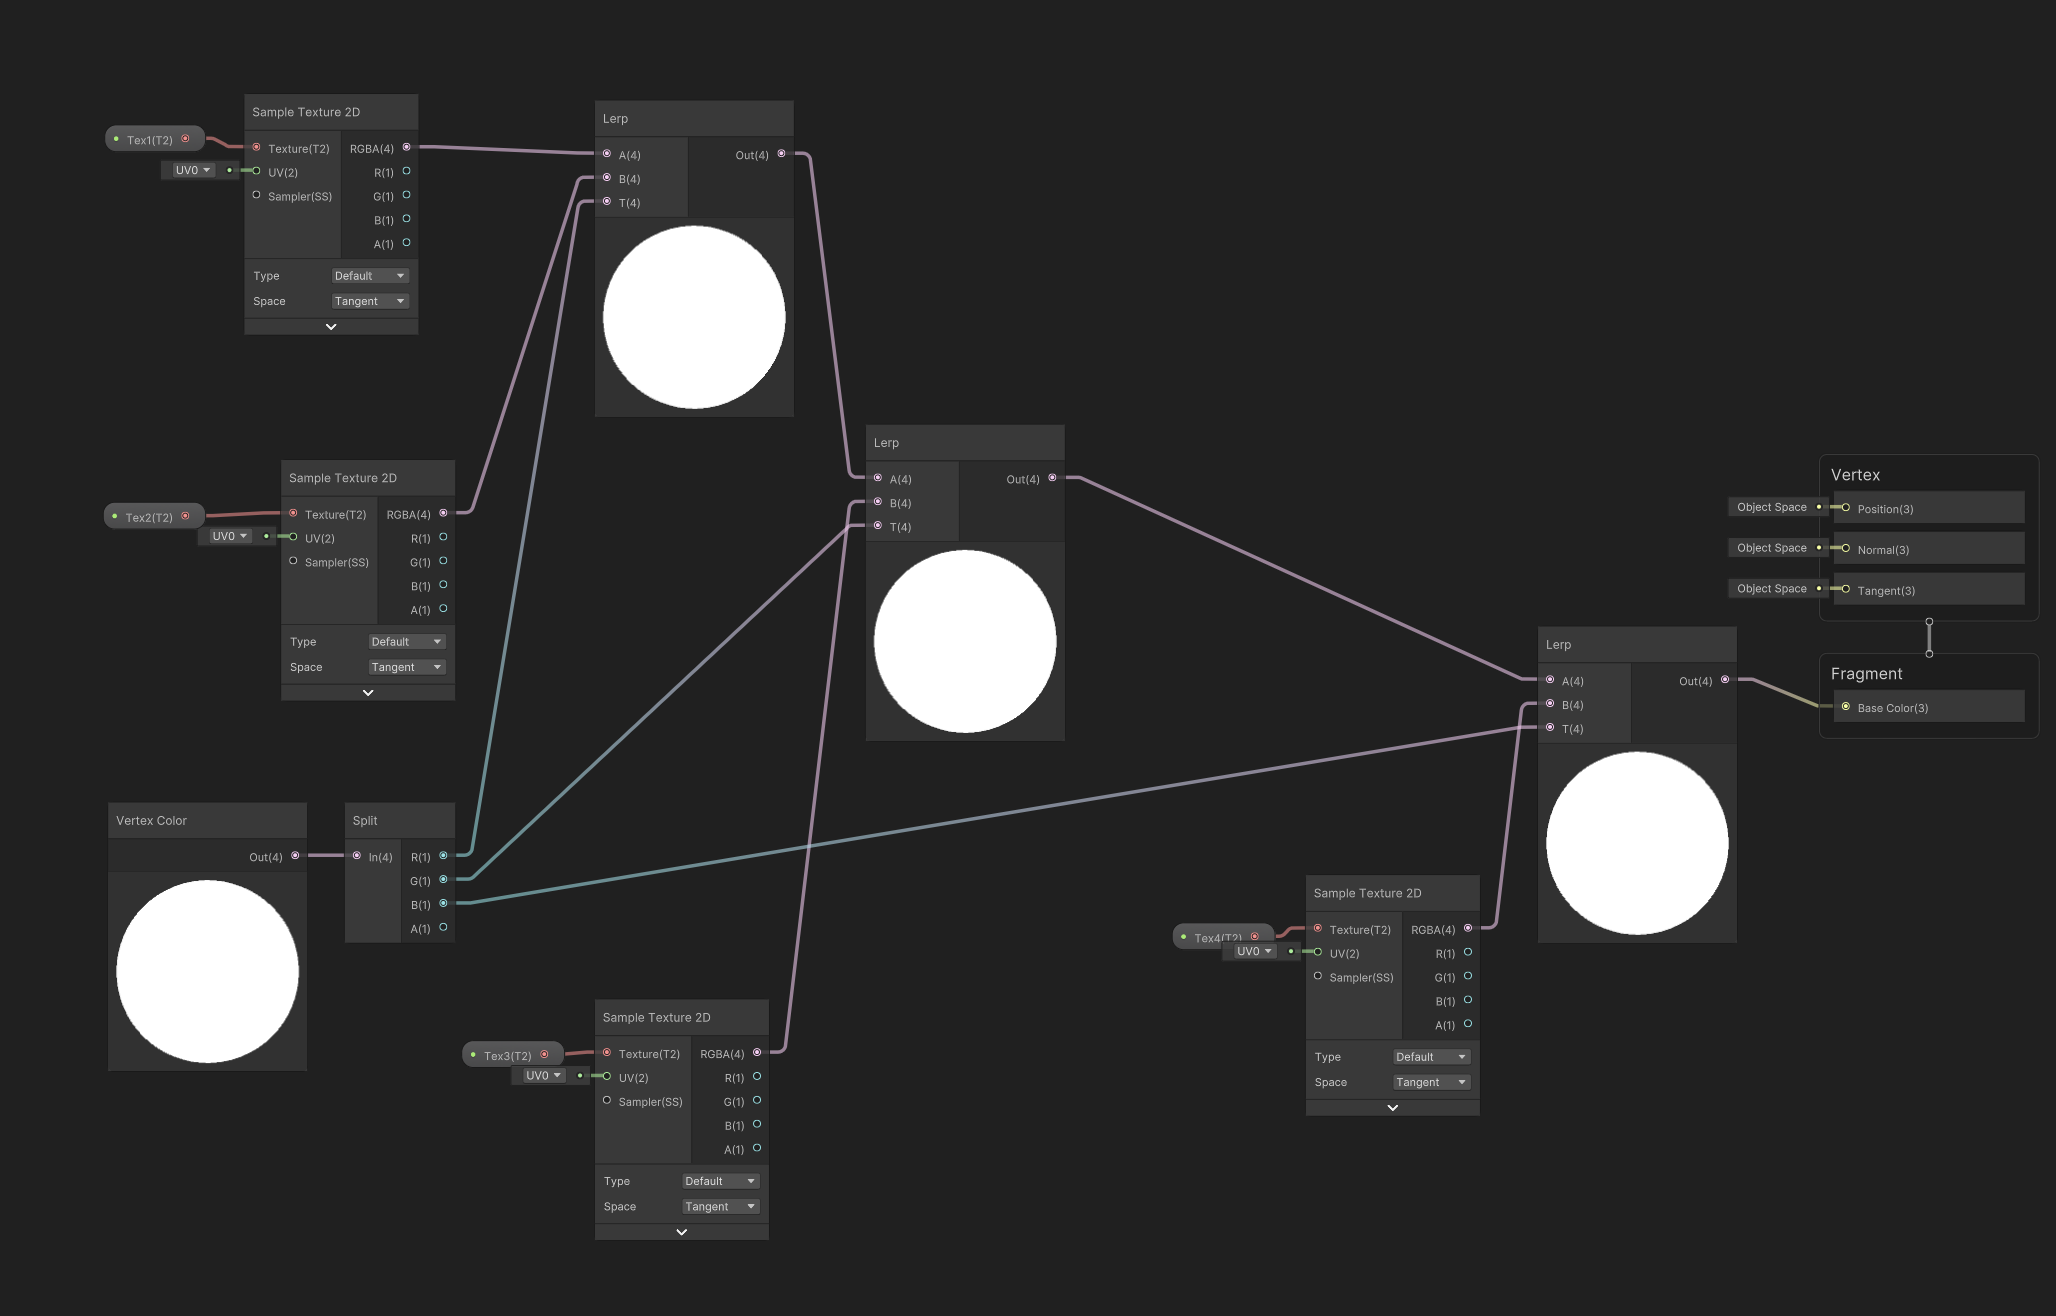 Sample Texture 2D
Tex1(T2)
Texture(T2)
RGBA(4)
UV0
UV(2)
R(1)
Sampler(SS)
G(1)
B(1)
A(1)
Type
Default
Space
Tangent
Lerp
A(4)
Out(4)
B(4)
T(4)
Sample Texture 2D
Tex2(T2)
Texture(T2)
RGBA(4)
UV0
UV(2)
R(1)
Sampler(SS)
G(1)
B(1)
A(1)
Type
Default
Space
Tangent
Lerp
A(4)
Out(4)
B(4)
T(4)
Vertex Color
Out(4)
Split
In(4)
R(1)
G(1)
B(1)
A(1)
Sample Texture 2D
Tex3(T2)
Texture(T2)
RGBA(4)
UV0
UV(2)
R(1)
Sampler(SS)
G(1)
B(1)
A(1)
Type
Default
Space
Tangent
Sample Texture 2D
Tex4(T2)
Texture(T2)
RGBA(4)
UV0
UV(2)
R(1)
Sampler(SS)
G(1)
B(1)
A(1)
Type
Default
Space
Tangent
Lerp
A(4)
Out(4)
B(4)
T(4)
Vertex
Object Space
Position(3)
Object Space
Normal(3)
Object Space
Tangent(3)
Fragment
Base Color(3)